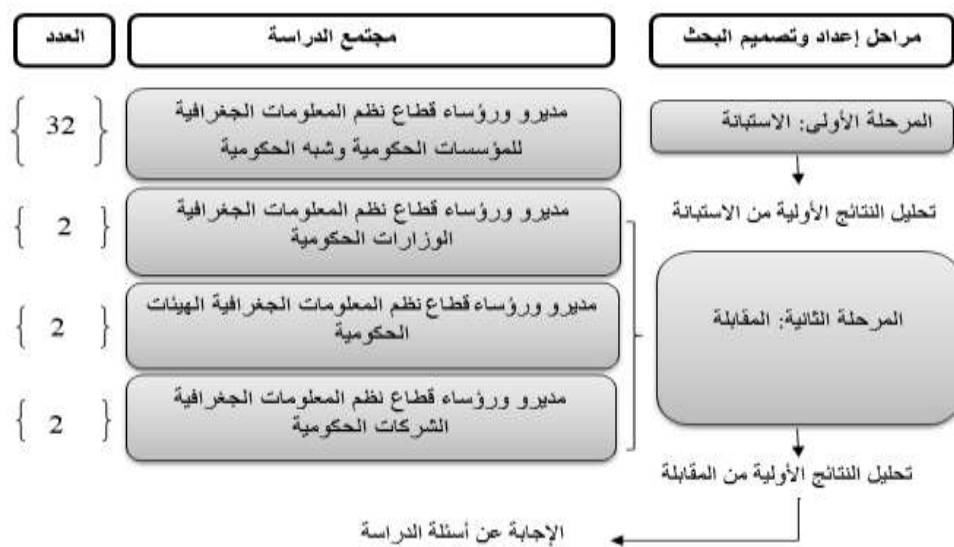 مراحل إعداد وتصميم البحث
مجتمع الدراسة
العدد
المرحلة الأولى: الاستبانة
مديرو ورؤساء قطاع نظم المعلومات الجغرافية
للمؤسسات الحكومية وشبه الحكومية
32
تحليل النتائج الأولية من الاستبانة
مديرو ورؤساء قطاع نظم المعلومات الجغرافية
الوزارات الحكومية
2
المرحلة الثانية: المقابلة
مديرو ورؤساء قطاع نظم المعلومات الجغرافية الهيئات
الحكومية
2
مديرو ورؤساء قطاع نظم المعلومات الجغرافية
الشركات الحكومية
2
تحليل النتائج الأولية من المقابلة
الإجابة عن أسئلة الدراسة